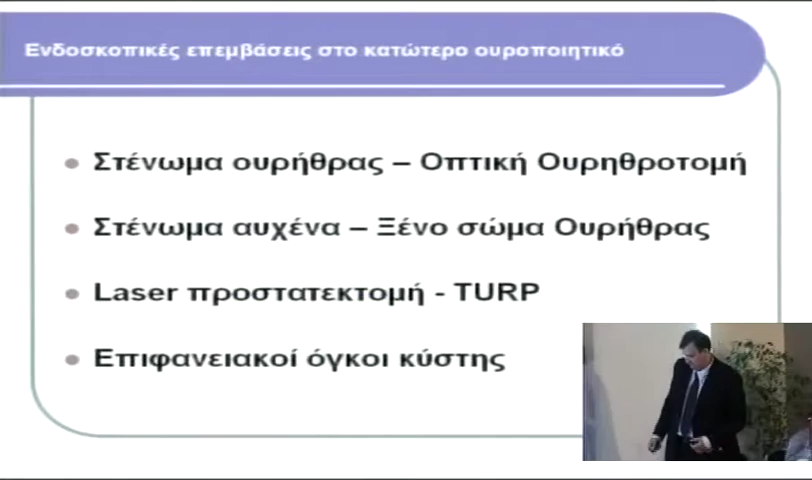 Ενδοσκοπικές επεμβάσεις στο κατώτερο ουροποιητικό
Στένωμα ουρήθρας – Οπτική Ουρηθροτομή
Στένωμα αυχένα – Ξένο σώμα Ουρήθρας
Laser προστατεκτομή - TURP
Επιφανειακοί όγκοι κύστης